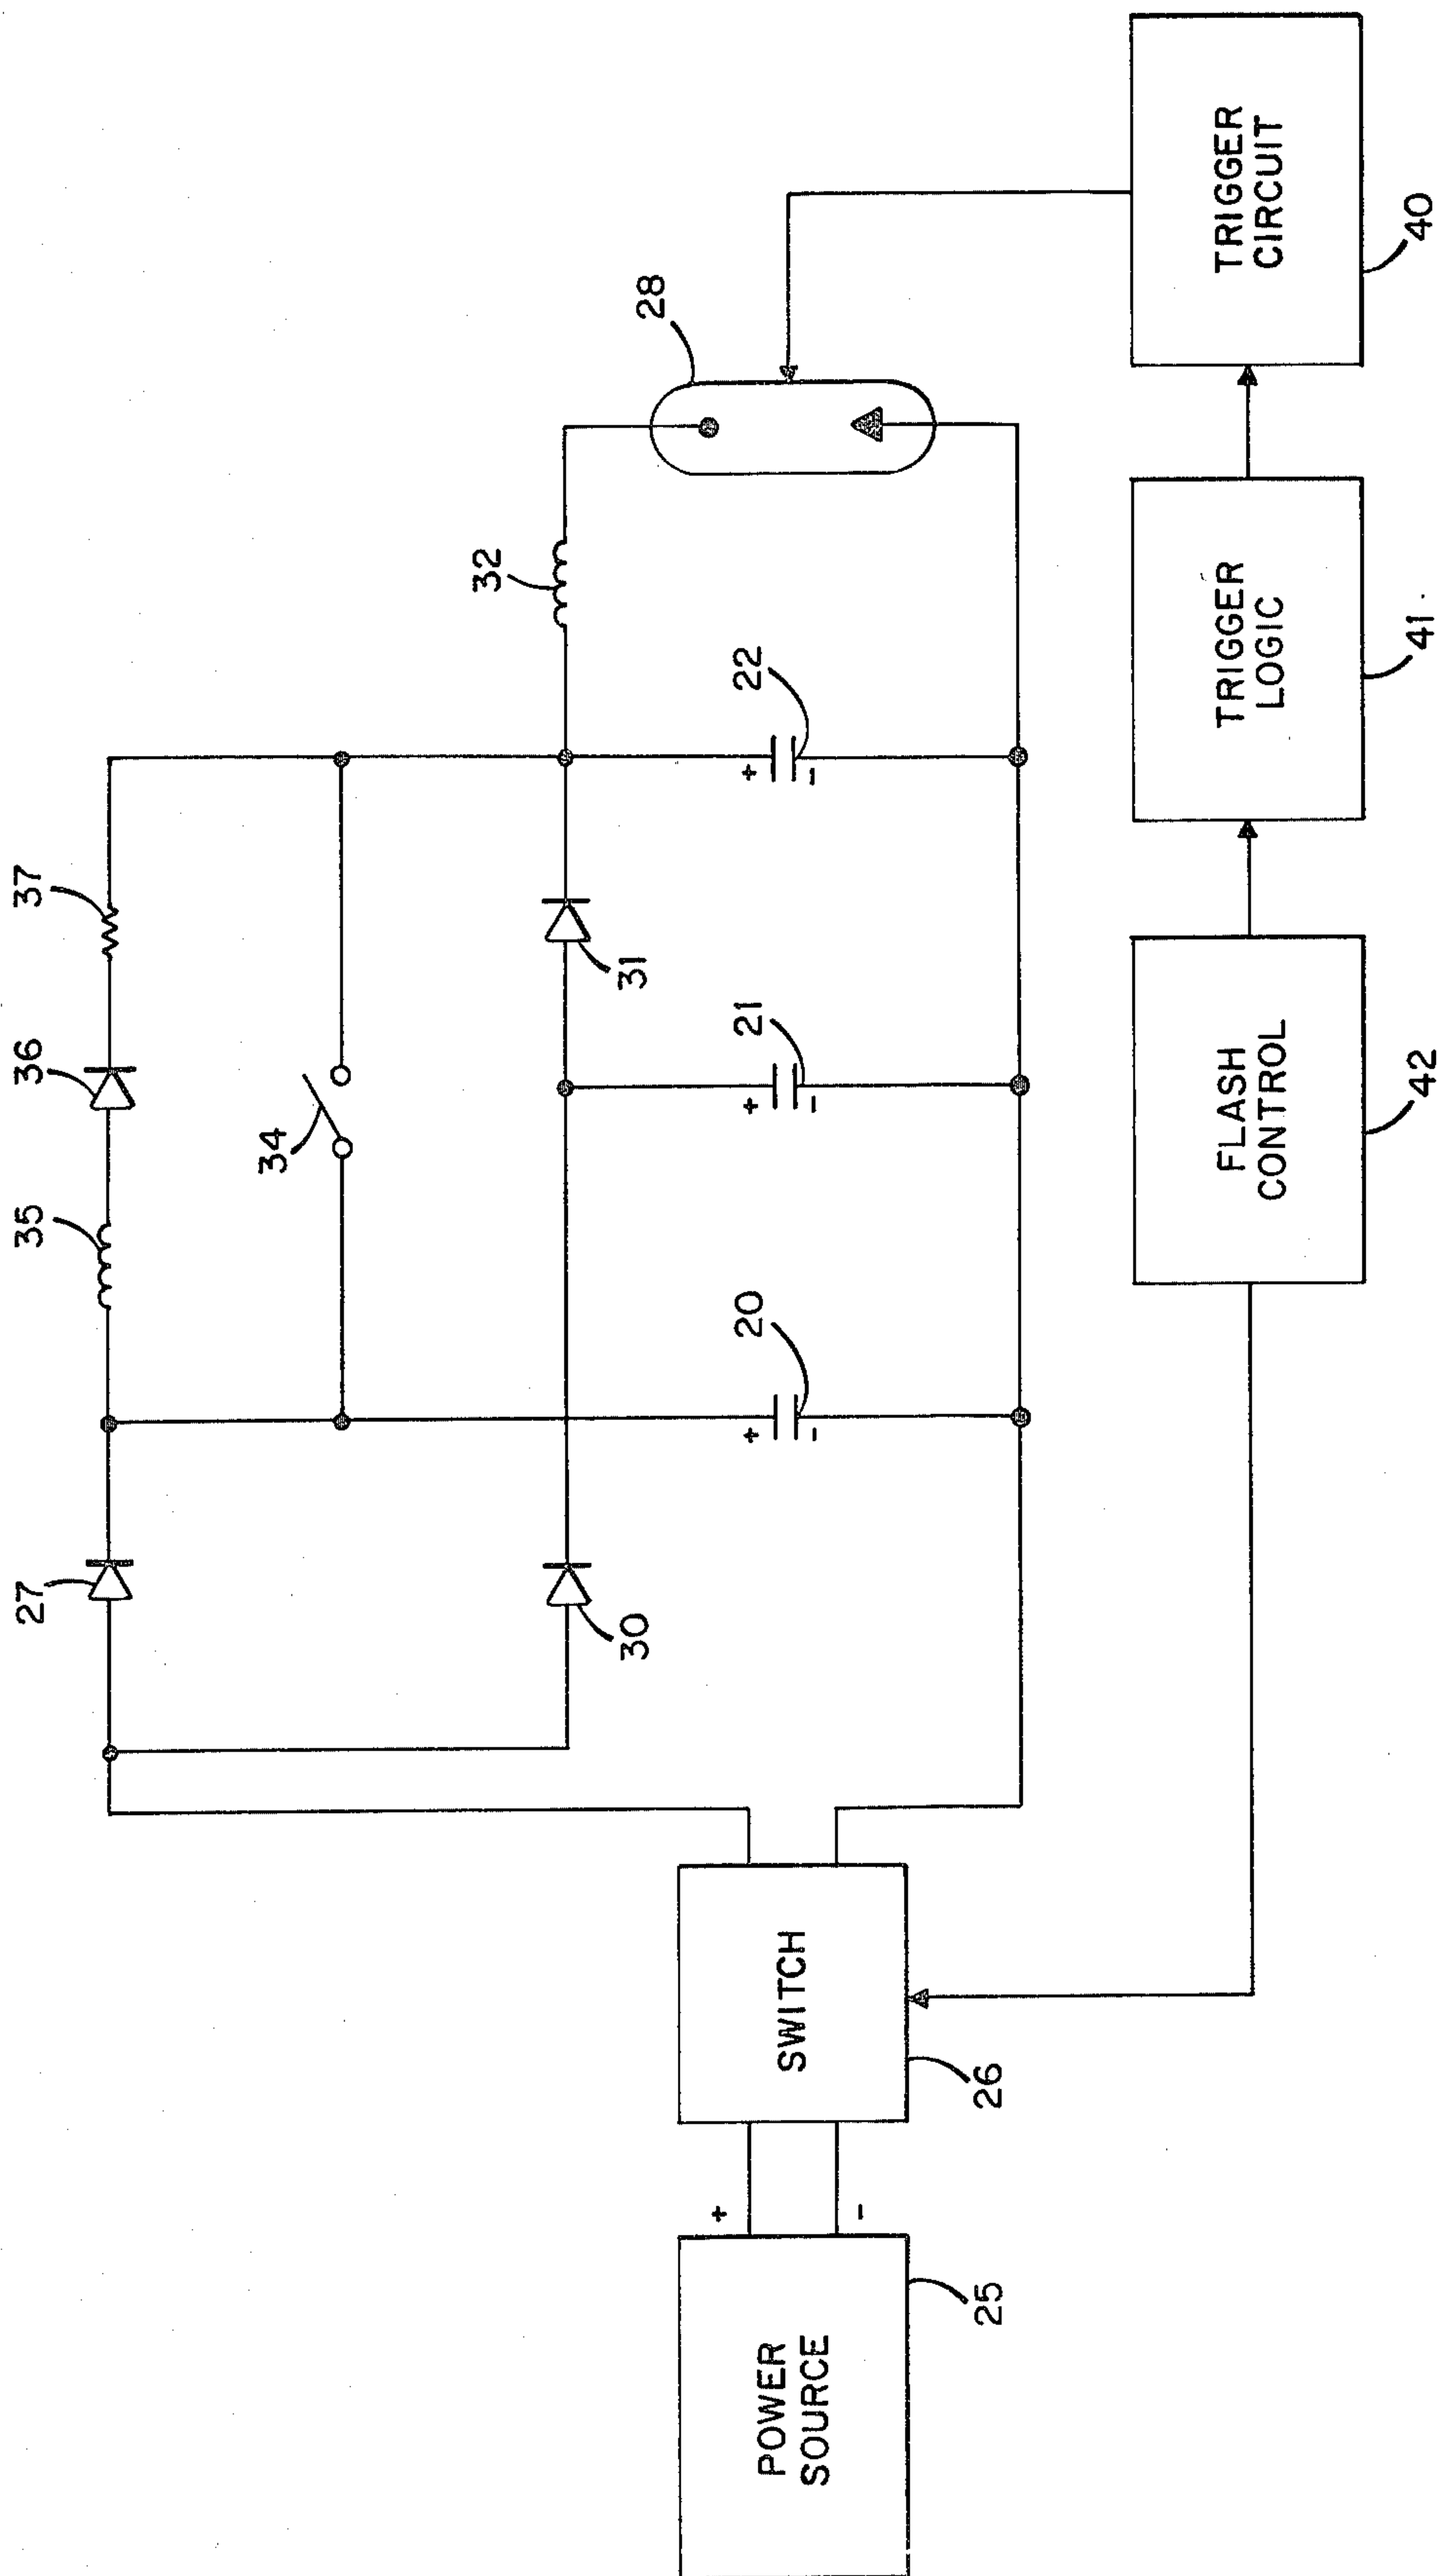 27
35
36
37
34
30
31
32
28
20
21
22
+
-
+
-
+
-
POWER
SOURCE
25
+
-
SWITCH
26
FLASH
CONTROL
42
TRIGGER
LOGIC
41
TRIGGER
CIRCUIT
40